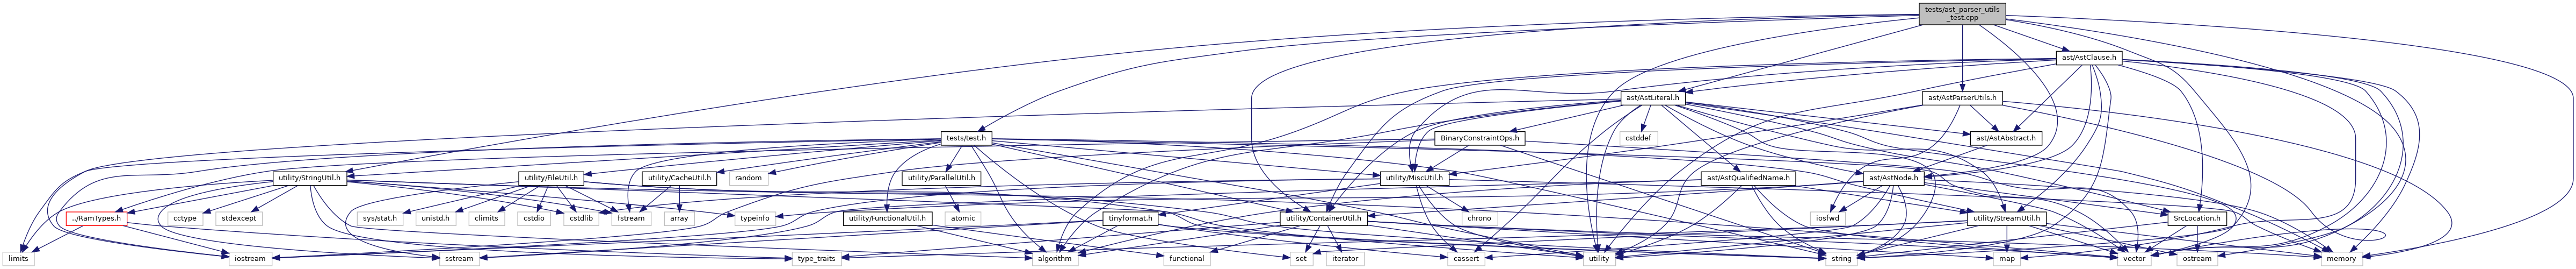 tests/ast_parser_utils
_test.cpp
ast/AstClause.h
ast/AstLiteral.h
ast/AstParserUtils.h
tests/test.h
BinaryConstraintOps.h
cstddef
ast/AstAbstract.h
utility/StringUtil.h
utility/FileUtil.h
utility/CacheUtil.h
random
utility/ParallelUtil.h
utility/MiscUtil.h
ast/AstQualifiedName.h
ast/AstNode.h
../RamTypes.h
cctype
stdexcept
sys/stat.h
unistd.h
climits
cstdio
cstdlib
fstream
array
typeinfo
utility/FunctionalUtil.h
atomic
tinyformat.h
utility/ContainerUtil.h
chrono
iosfwd
utility/StreamUtil.h
SrcLocation.h
limits
iostream
sstream
type_traits
algorithm
functional
set
iterator
cassert
utility
string
map
vector
ostream
memory